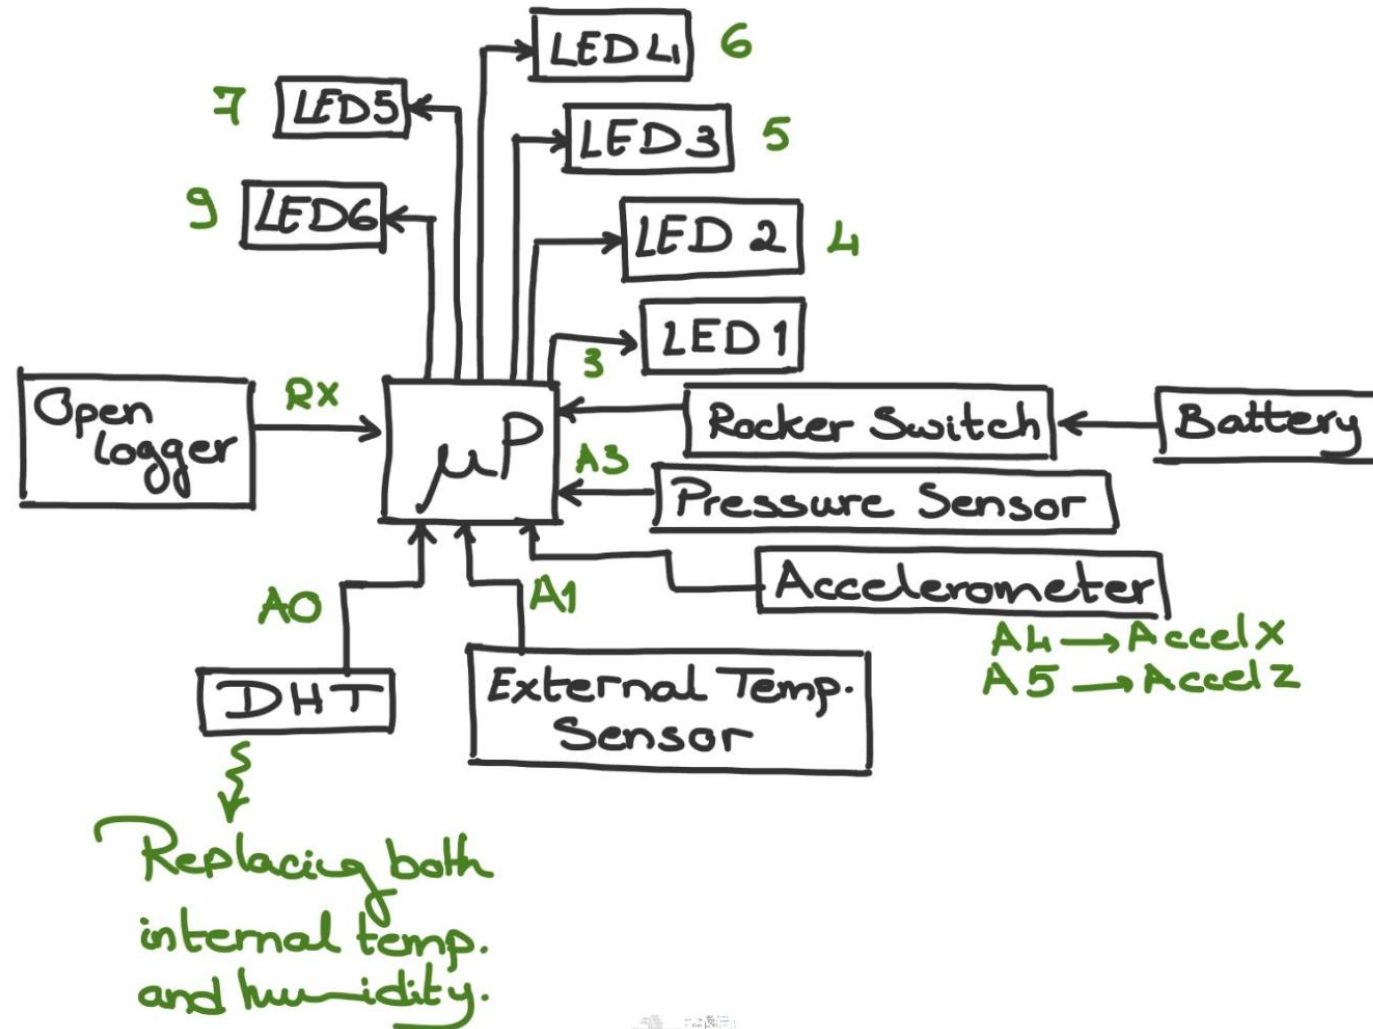 LED4 6
7 LED5
LED3 5
9 LED6
LED 2 4
LED1
3
Open
logger
RX
μP
Rocker Switch
Battery
A3
Pressure Sensor
Accelerometer
A4 → Accel X
A5 → Accel Z
A0
A1
DHT
External Temp.
Sensor
Replacing both
internal temp.
and humidity.